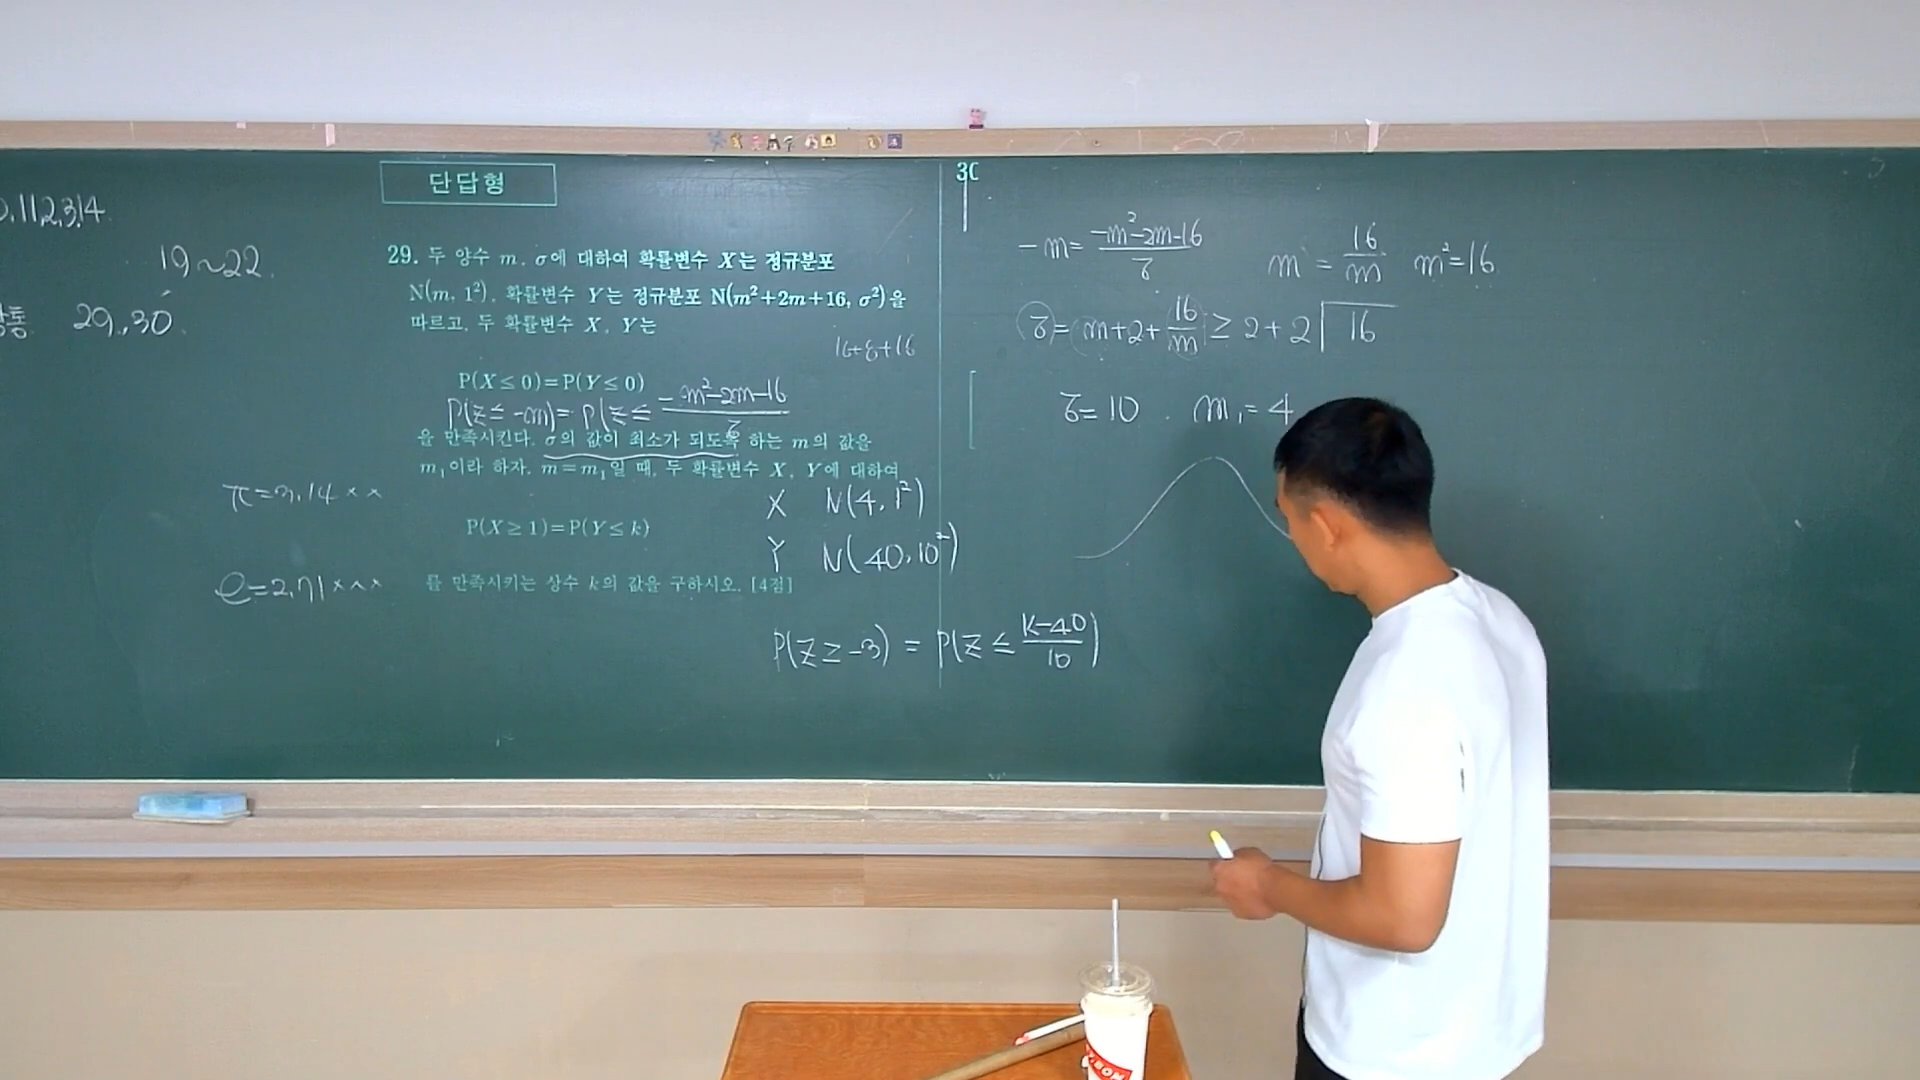 0,11,2,3,14
19~22.
통 29, 30.
π=3.14××
e=2.71×××
단답형
29. 두 양수 m, σ에 대하여 확률변수 X는 정규분포
N(m, 1²), 확률변수 Y는 정규분포 N(m²+2m+16, σ²)을
따르고, 두 확률변수 X, Y는
16+8+16
P(X≤0)=P(Y≤0)
P(Z≤-m)=P(Z≤ (-m²-2m-16)/σ
을 만족시킨다. σ의 값이 최소가 되도록 하는 m의 값을
m₁이라 하자. m=m₁일 때, 두 확률변수 X, Y에 대하여
X N(4, 1²)
P(X≥1)=P(Y≤k)
Y N(40, 10²)
를 만족시키는 상수 k의 값을 구하시오. [4점]
P(Z≥-3) = P(Z≤ (k-40)/10)
30
-m= (-m²-2m-16)/σ m = 16/m m²=16
σ= m+2+ 16/m ≥ 2+2√16
σ=10 . m₁=4